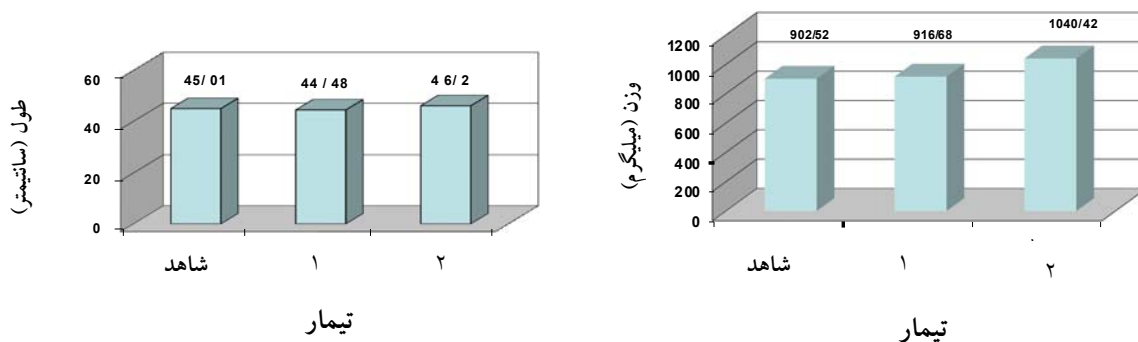 طول (سانتیمتر)
60
40
20
0
45/ 01
44 / 48
4 6/ 2
شاهد
۱
۲
تیمار
وزن (میلیگرم)
1200
1000
800
600
400
200
0
902/52
916/68
1040/42
شاهد
۱
۲
تیمار